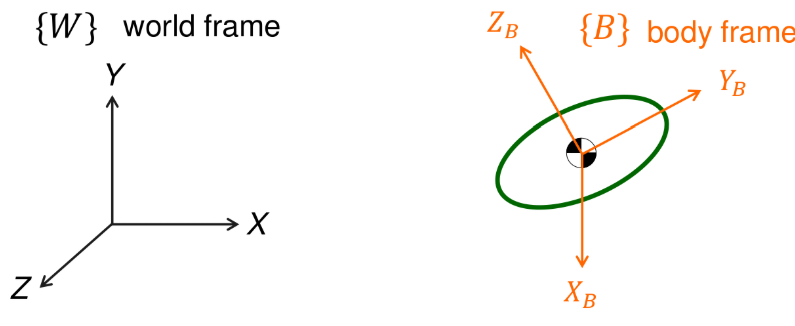 {W} world frame
Y
X
Z
{B} body frame
Z_B
Y_B
X_B